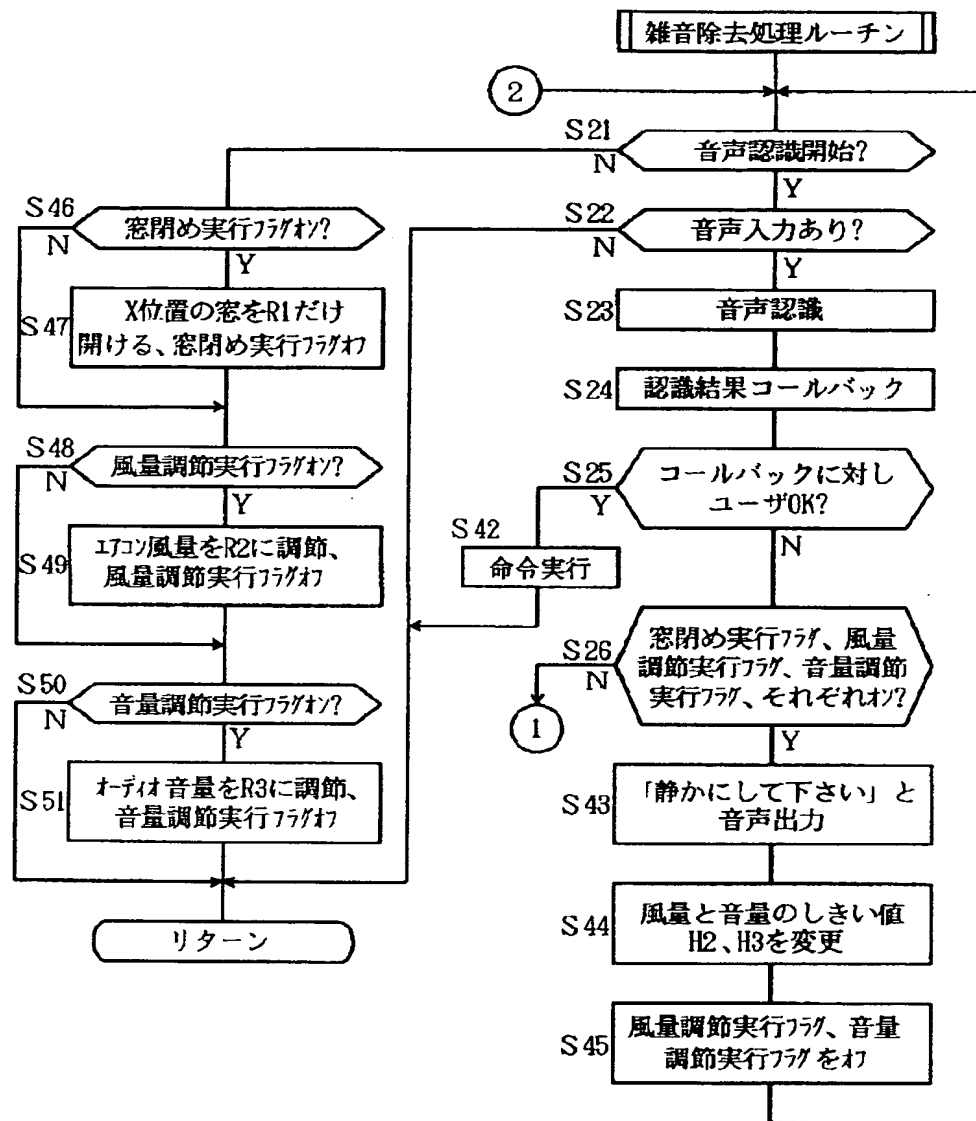 雑音除去処理ルーチン
2
S21
音声認識開始?
N
Y
S22
音声入力あり?
N
Y
S23
音声認識
S24
認識結果コールバック
S25
コールバックに対し
ユーザOK?
Y
N
S42
命令実行
S26
窓閉め実行フラグ、風量
調節実行フラグ、音量調節
実行フラグ、それぞれオン?
N
Y
1
S43
「静かにして下さい」と
音声出力
S44
風量と音量のしきい値
H2、H3を変更
S45
風量調節実行フラグ、音量
調節実行フラグをオフ
S46
窓閉め実行フラグオン?
N
Y
S47
X位置の窓をR1だけ
開ける、窓閉め実行フラグオフ
S48
風量調節実行フラグオン?
N
Y
S49
エアコン風量をR2に調節、
風量調節実行フラグオフ
S50
音量調節実行フラグオン?
N
Y
S51
オーディオ音量をR3に調節、
音量調節実行フラグオフ
リターン